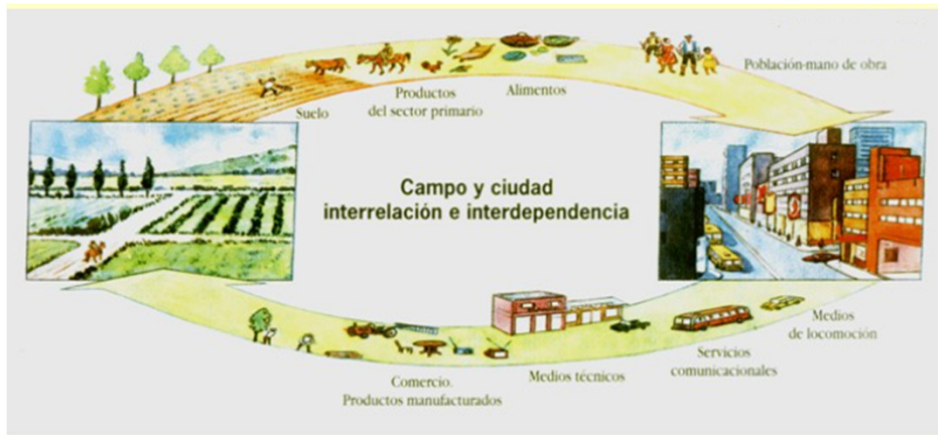 Población-mano de obra
Alimentos
Productos
del sector primario
Suelo
Campo y ciudad
interrelación e interdependencia
Medios
de locomoción
Servicios
comunicacionales
Medios técnicos
Comercio.
Productos manufacturados